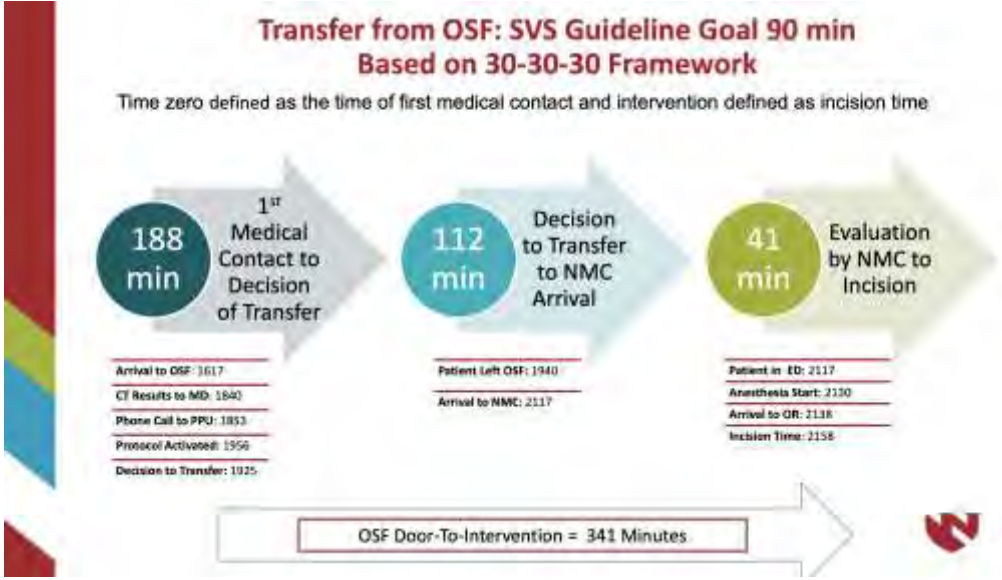 Transfer from OSF: SVS Guideline Goal 90 min
Based on 30-30-30 Framework
Time zero defined as the time of first medical contact and intervention defined as incision time
188
min
1st
Medical
Contact to
Decision
of Transfer
Arrival to OSF: 1617
CT Results to MD: 1840
Phone Call to PPU: 1853
Protocol Activated: 1956
Decision to Transfer: 1925
112
min
Decision
to Transfer
to NMC
Arrival
Patient Left OSF: 1940
Arrival to NMC: 2117
41
min
Evaluation
by NMC to
Incision
Patient in ED: 2117
Anesthesia Start: 2130
Arrival to OR: 2138
Incision Time: 2158
OSF Door-To-Intervention = 341 Minutes